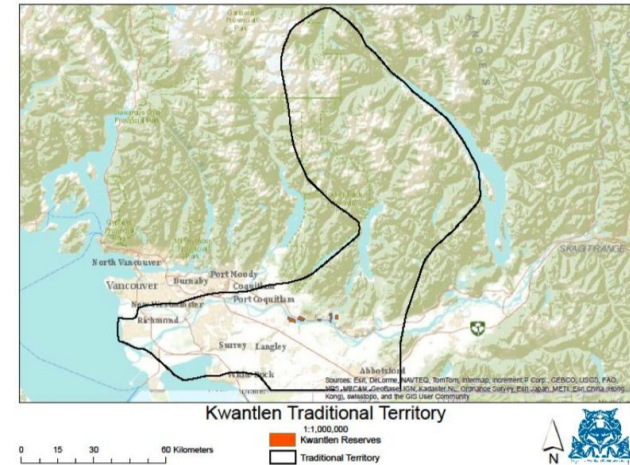 Garibaldi
Provincial
Park
North Vancouver
Port Moody
Vancouver
Burnaby
Coquitlam
Port Coquitlam
New Westminster
Richmond
Surrey
Langley
White Rock
Abbotsford
SKAGIT RANGE
Sources: Esri, DeLorme, NAVTEQ, TomTom, Intermap, increment P Corp., GEBCO, USGS, FAO,
NPS, NRCAN, GeoBase, IGN, Kadaster NL, Ordnance Survey, Esri Japan, METI, Esri China (Hong
Kong), swisstopo, and the GIS User Community
Kwantlen Traditional Territory
1:1,000,000
Kwantlen Reserves
Traditional Territory
0 15 30 60 Kilometers
N